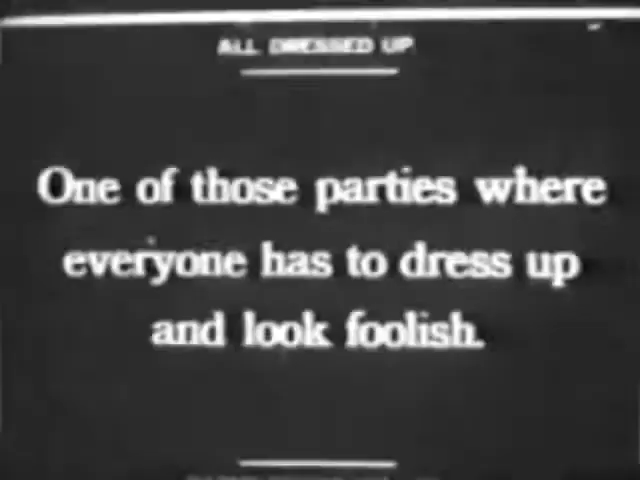 ALL DRESSED UP
One of those parties where
everyone has to dress up
and look foolish.